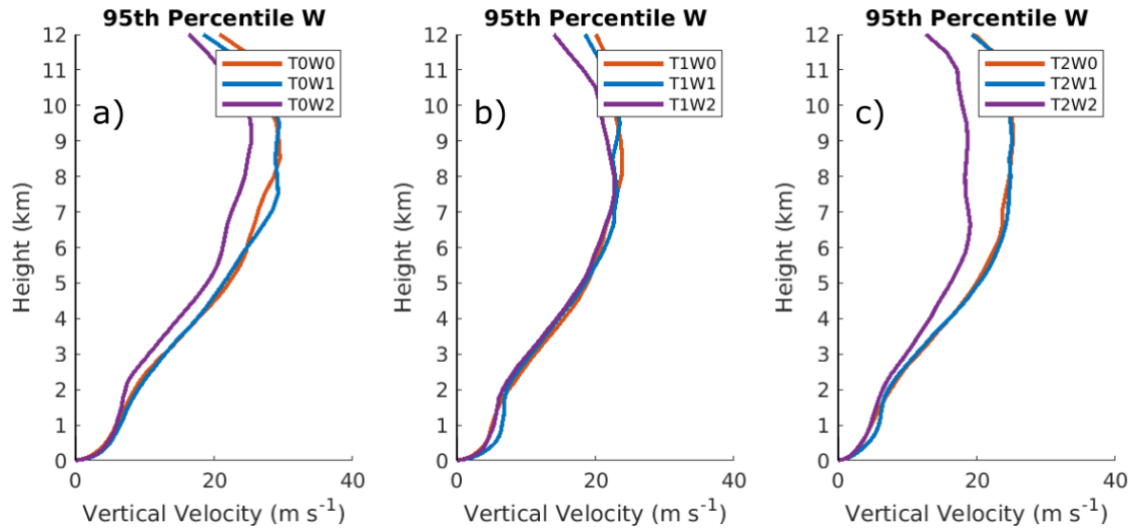 95th Percentile W
12
11
10
9
8
7
6
5
4
3
2
1
0
Height (km)
a)
T0W0
T0W1
T0W2
0 20 40
Vertical Velocity (m s⁻¹)
95th Percentile W
12
11
10
9
8
7
6
5
4
3
2
1
0
Height (km)
b)
T1W0
T1W1
T1W2
0 20 40
Vertical Velocity (m s⁻¹)
95th Percentile W
12
11
10
9
8
7
6
5
4
3
2
1
0
Height (km)
c)
T2W0
T2W1
T2W2
0 20 40
Vertical Velocity (m s⁻¹)